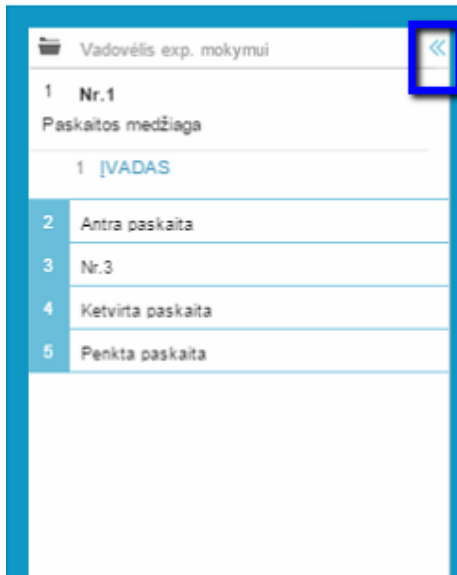 Vadovėlis exp. mokymui
1 Nr.1
Paskaitos medžiaga
1 ĮVADAS
2 Antra paskaita
3 Nr.3
4 Ketvirta paskaita
5 Penkta paskaita